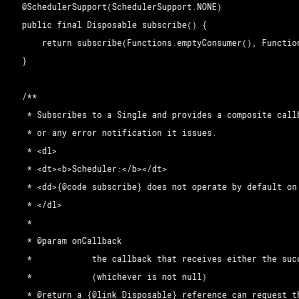 @SchedulerSupport(SchedulerSupport.NONE)
public final Disposable subscribe() {
return subscribe(Functions.emptyConsumer(), Function
}
/**
* Subscribes to a Single and provides a composite callb
* or any error notification it issues.
* <dl>
* <dt><b>Scheduler:</b></dt>
* <dd>{@code subscribe} does not operate by default on
* </dl>
*
* @param onCallback
* the callback that receives either the succ
* (whichever is not null)
* @return a {@link Disposable} reference can request th